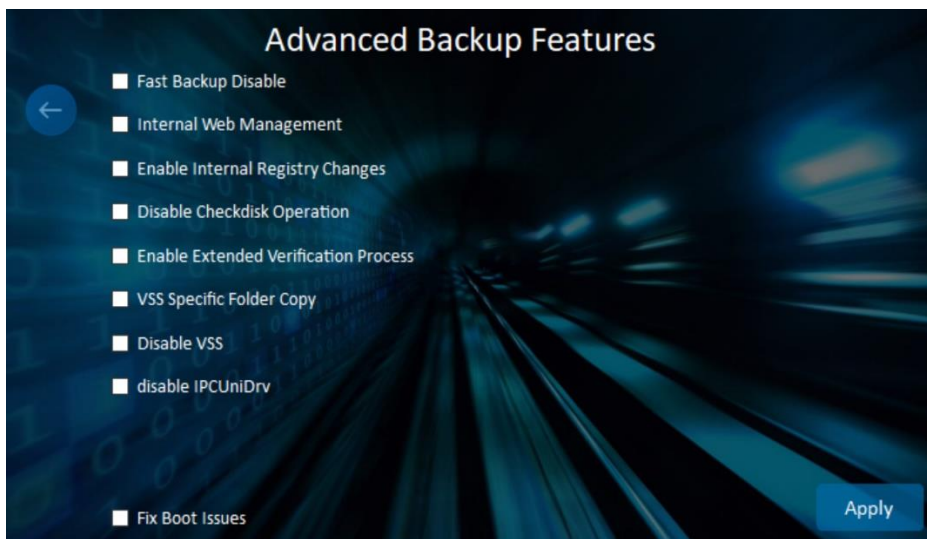 Advanced Backup Features
Fast Backup Disable
Internal Web Management
Enable Internal Registry Changes
Disable Checkdisk Operation
Enable Extended Verification Process
VSS Specific Folder Copy
Disable VSS
disable IPCUniDrv
Fix Boot Issues
Apply